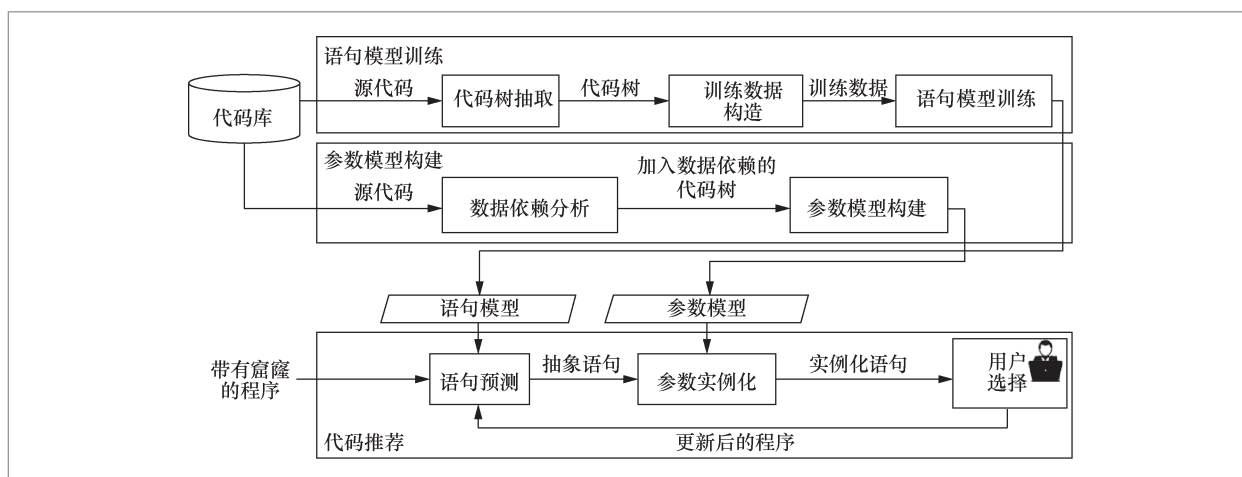 语句模型训练
代码库
源代码
代码树抽取
代码树
训练数据
构造
训练数据
语句模型训练
参数模型构建
源代码
数据依赖分析
加入数据依赖的
代码树
参数模型构建
语句模型
参数模型
带有窟窿
的程序
语句预测
抽象语句
参数实例化
实例化语句
用户
选择
代码推荐
更新后的程序